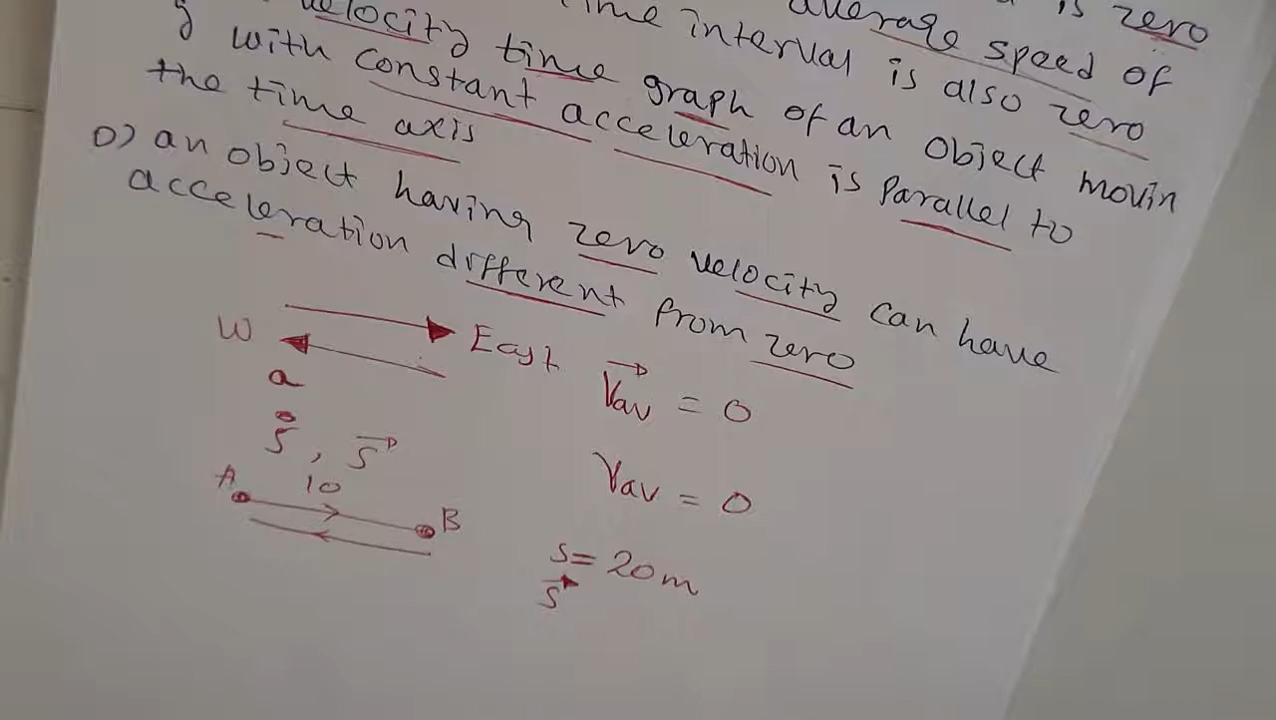 is zero
average speed of
time interval is also zero
velocity time graph of an object movin
g with constant acceleration is parallel to
the time axis
D) an object having zero velocity can have
acceleration different from zero
W East
a
S, S
A 10 B
Vav = 0
Vav = 0
S = 20m
S